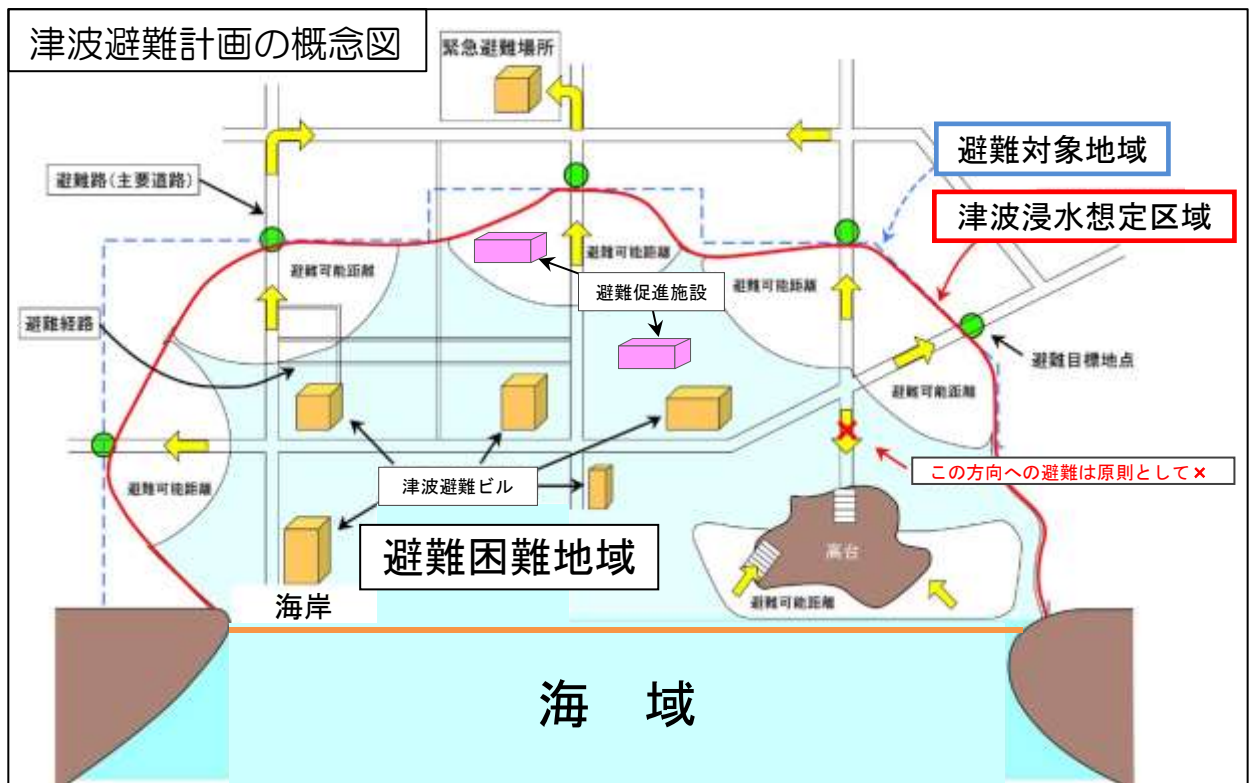 津波避難計画の概念図
緊急避難場所
避難対象地域
避難路(主要道路)
津波浸水想定区域
避難可能距離
避難可能距離
避難可能距離
避難促進施設
避難経路
避難目標地点
避難可能距離
この方向への避難は原則として×
避難可能距離
津波避難ビル
避難困難地域
高台
避難可能距離
海岸
海 域